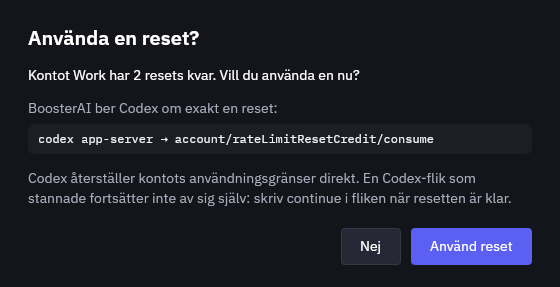 Använda en reset?
Kontot Work har 2 resets kvar. Vill du använda en nu?
BoosterAI ber Codex om exakt en reset:
codex app-server → account/rateLimitResetCredit/consume
Codex återställer kontots användningsgränser direkt. En Codex-flik som
stannade fortsätter inte av sig själv: skriv continue i fliken när resetten är klar.
Nej
Använd reset